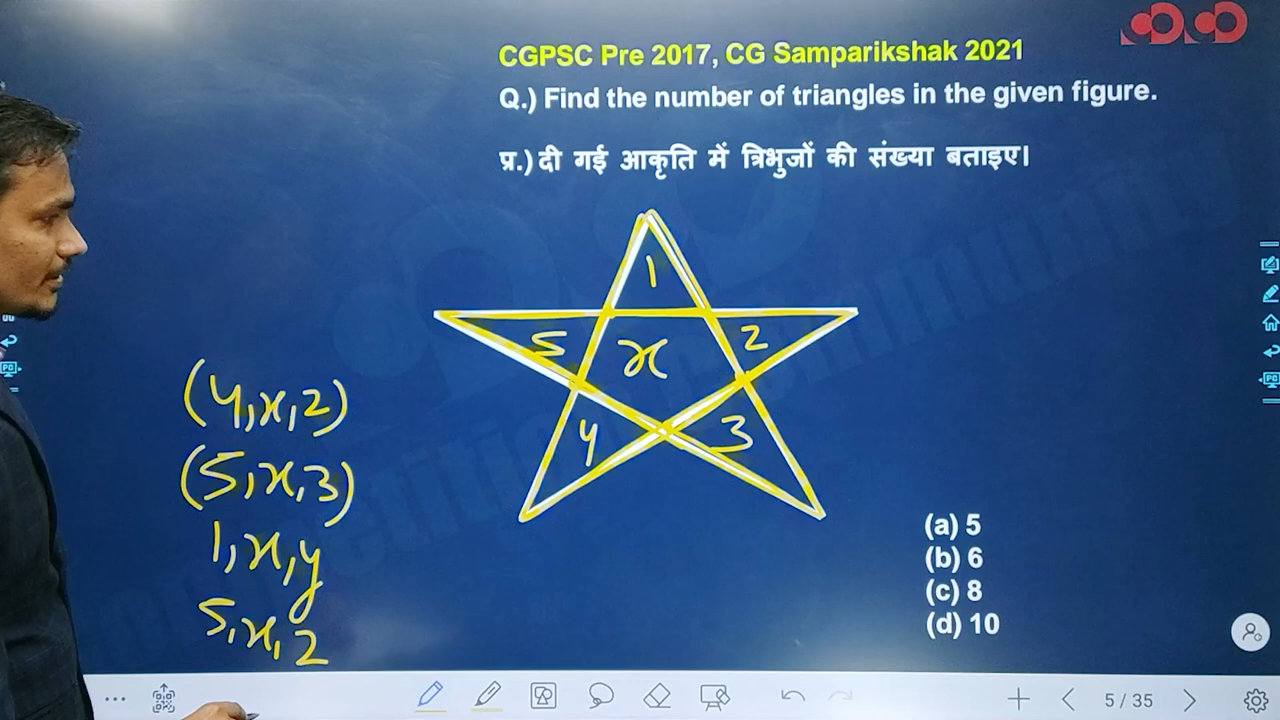 CGPSC Pre 2017, CG Samparikshak 2021
Q.) Find the number of triangles in the given figure.
प्र.) दी गई आकृति में त्रिभुजों की संख्या बताइए।
1
5 x 2
4 3
(4,x,2)
(5,x,3)
1,x,y
5,x,2
(a) 5
(b) 6
(c) 8
(d) 10
5 / 35